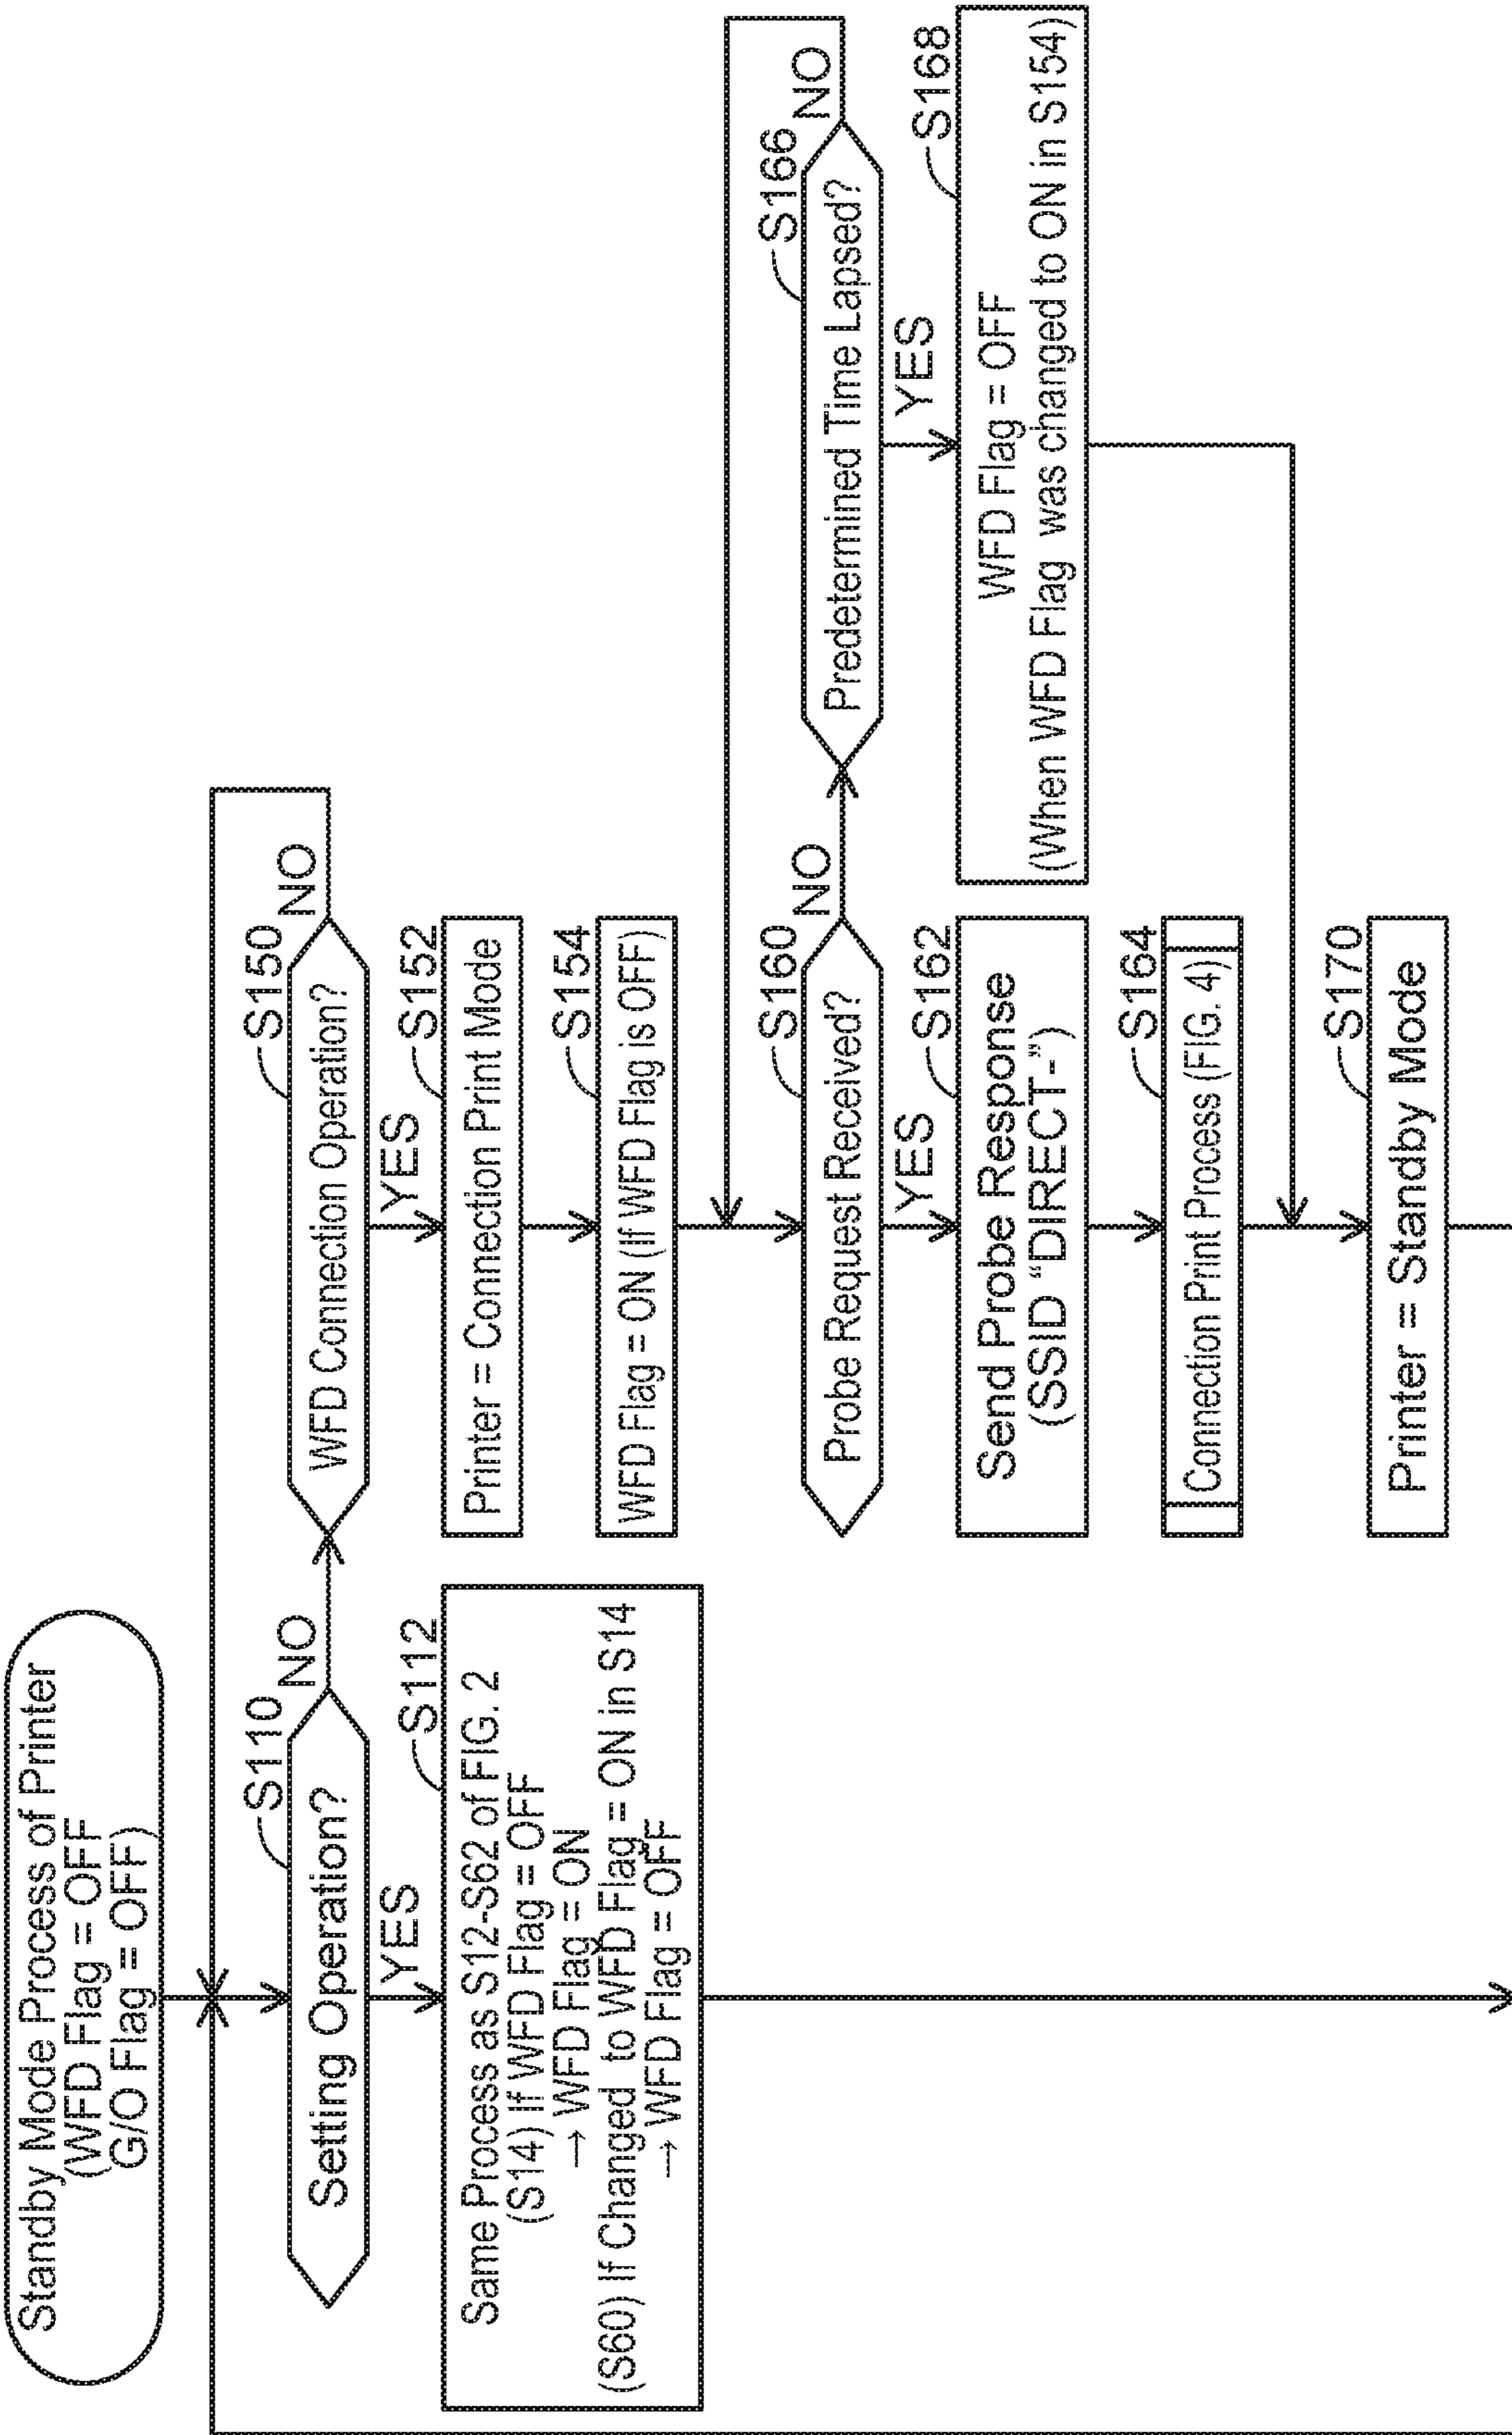 Standby Mode Process of Printer
(WFD Flag = OFF
G/O Flag = OFF)
S110
Setting Operation?
NO
YES
S112
Same Process as S12-S62 of FIG. 2
(S14) If WFD Flag = OFF
→ WFD Flag = ON
(S60) If Changed to WFD Flag = ON in S14
→ WFD Flag = OFF
S150
WFD Connection Operation?
NO
YES
S152
Printer = Connection Print Mode
S154
WFD Flag = ON (If WFD Flag is OFF)
S160
Probe Request Received?
NO
YES
S162
Send Probe Response
(SSID “DIRECT-”)
S164
Connection Print Process (FIG. 4)
S166
Predetermined Time Lapsed?
NO
YES
S168
WFD Flag = OFF
(When WFD Flag was changed to ON in S154)
S170
Printer = Standby Mode